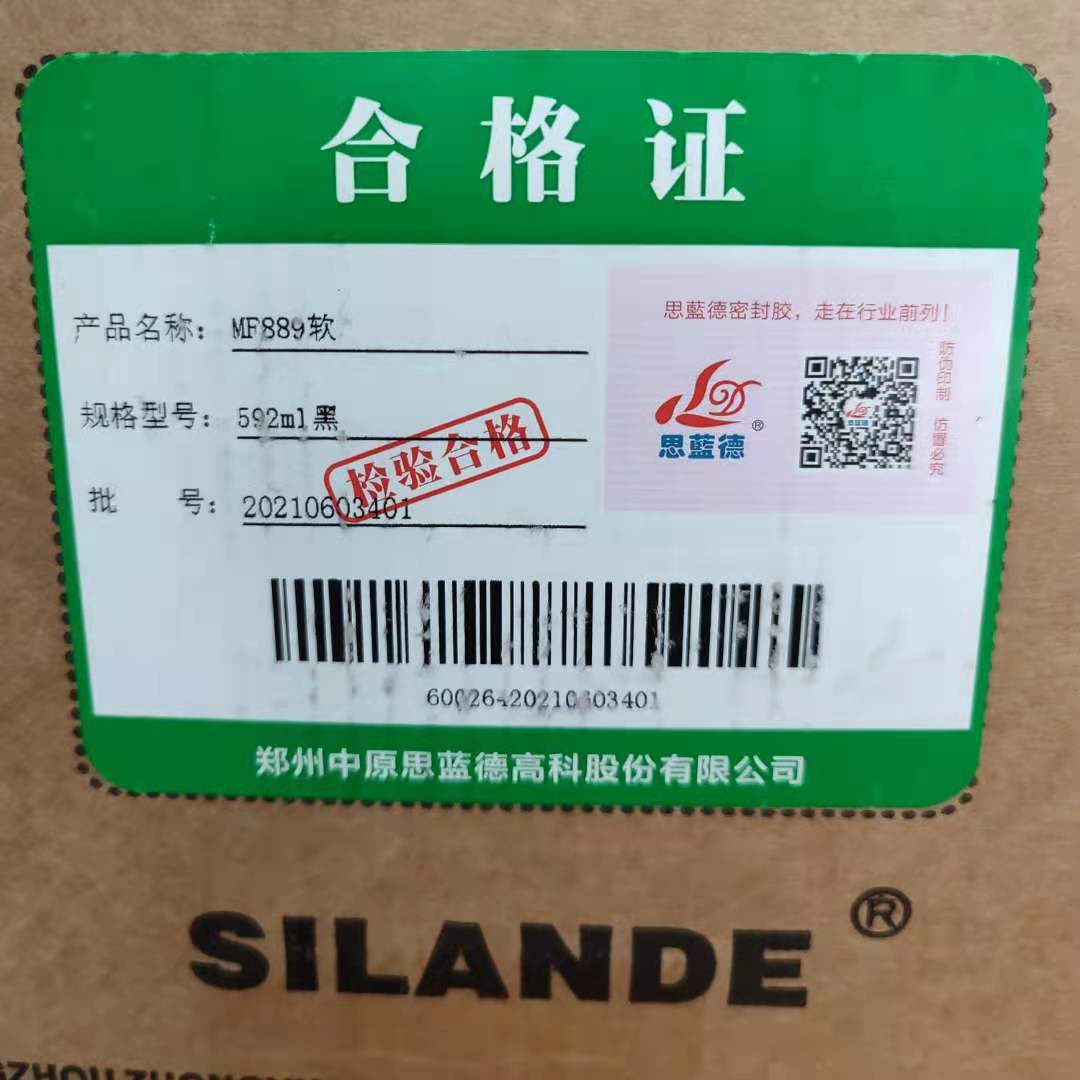 合格证
思藍德密封胶，走在行业前列！
产品名称：MF889软
防伪印制 仿冒必究
思蓝德®
规格型号：592ml黑
检验合格
批 号：20210603401
60026-20210603401
郑州中原思蓝德高科股份有限公司
SILANDE®